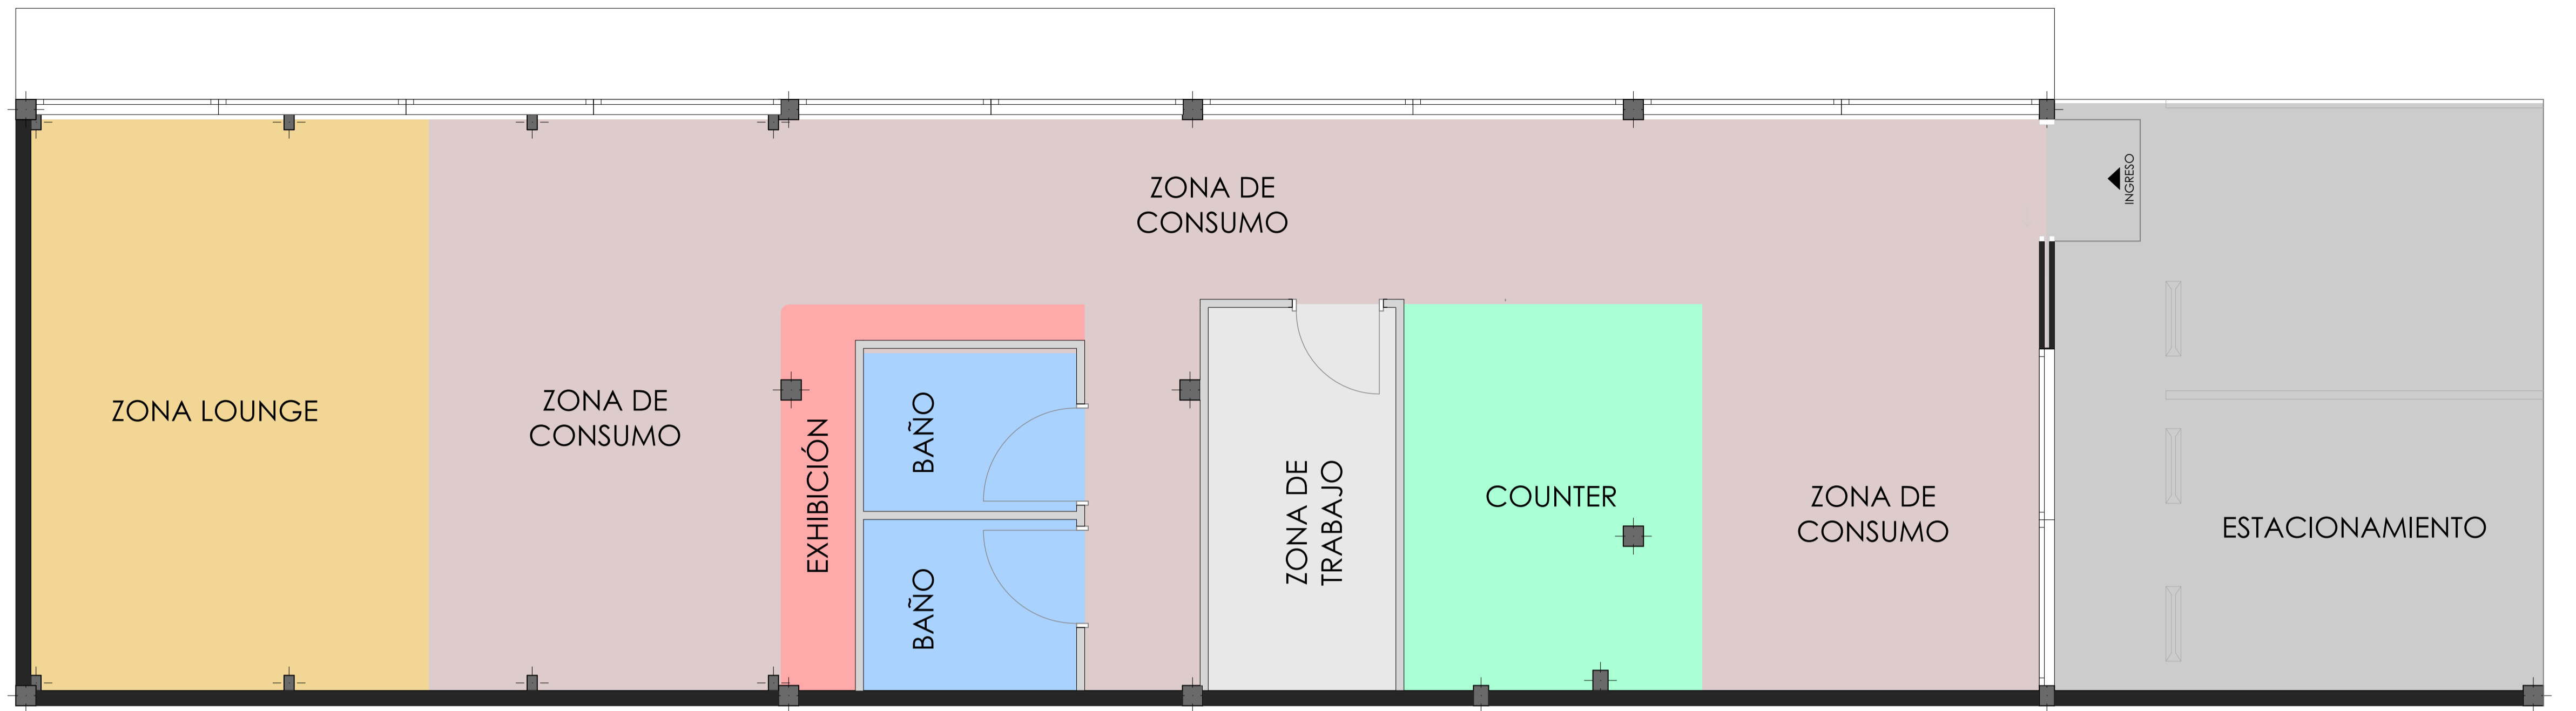 ZONA DE
CONSUMO
INGRESO
ZONA LOUNGE
ZONA DE
CONSUMO
EXHIBICIÓN
BAÑO
BAÑO
ZONA DE
TRABAJO
COUNTER
ZONA DE
CONSUMO
ESTACIONAMIENTO